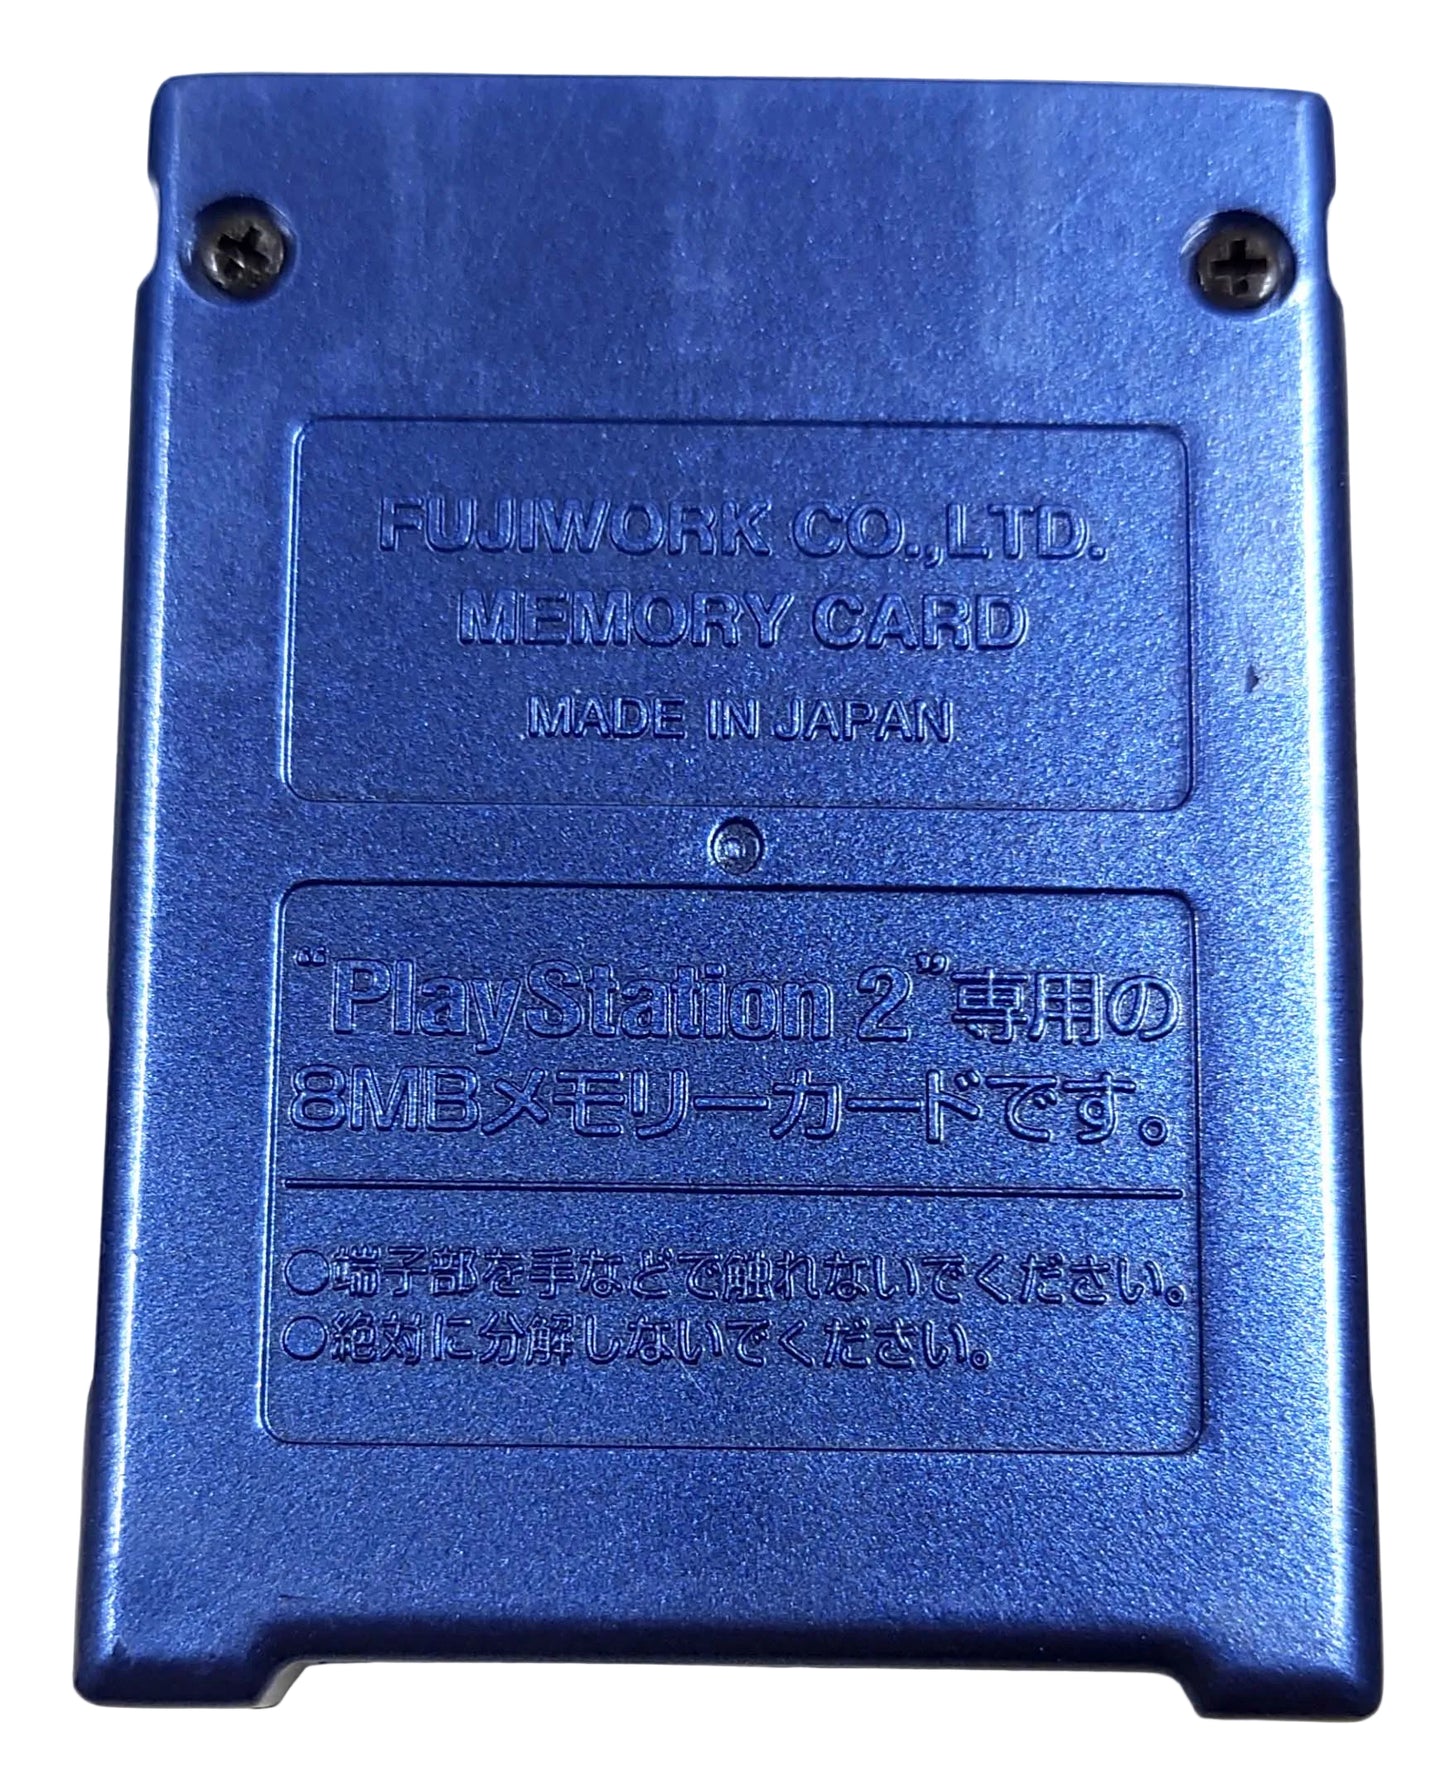 FUJIWORK CO.,LTD.
MEMORY CARD
MADE IN JAPAN
“PlayStation 2”専用の
8MBメモリーカードです。
○端子部を手などで触れないでください。
○絶対に分解しないでください。